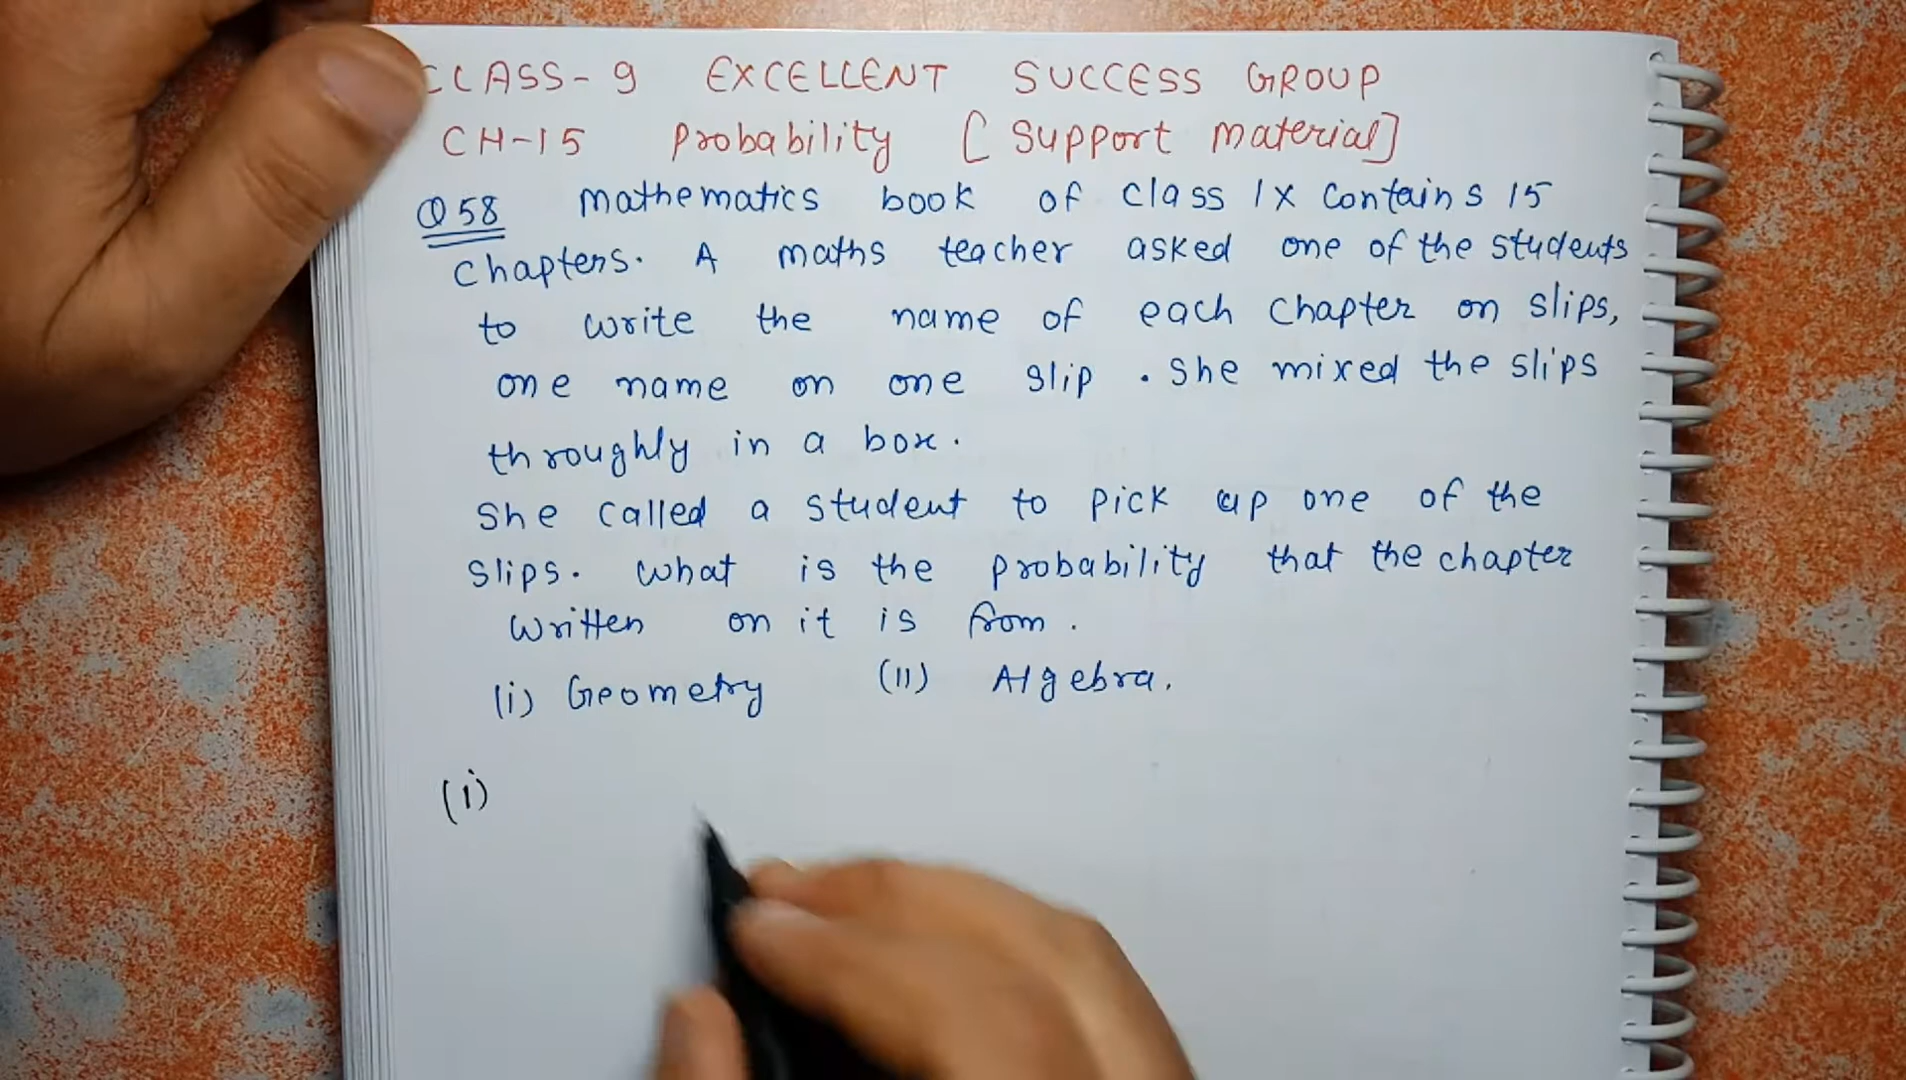 CLASS-9 EXCELLENT SUCCESS GROUP
CH-15 Probability [Support Material]
Q58 Mathematics book of class IX contains 15
chapters. A maths teacher asked one of the students
to write the name of each chapter on slips,
one name on one slip. She mixed the slips
throughly in a box.
She called a student to pick up one of the
slips. What is the probability that the chapter
written on it is from.
(i) Geometry (ii) Algebra.
(i)